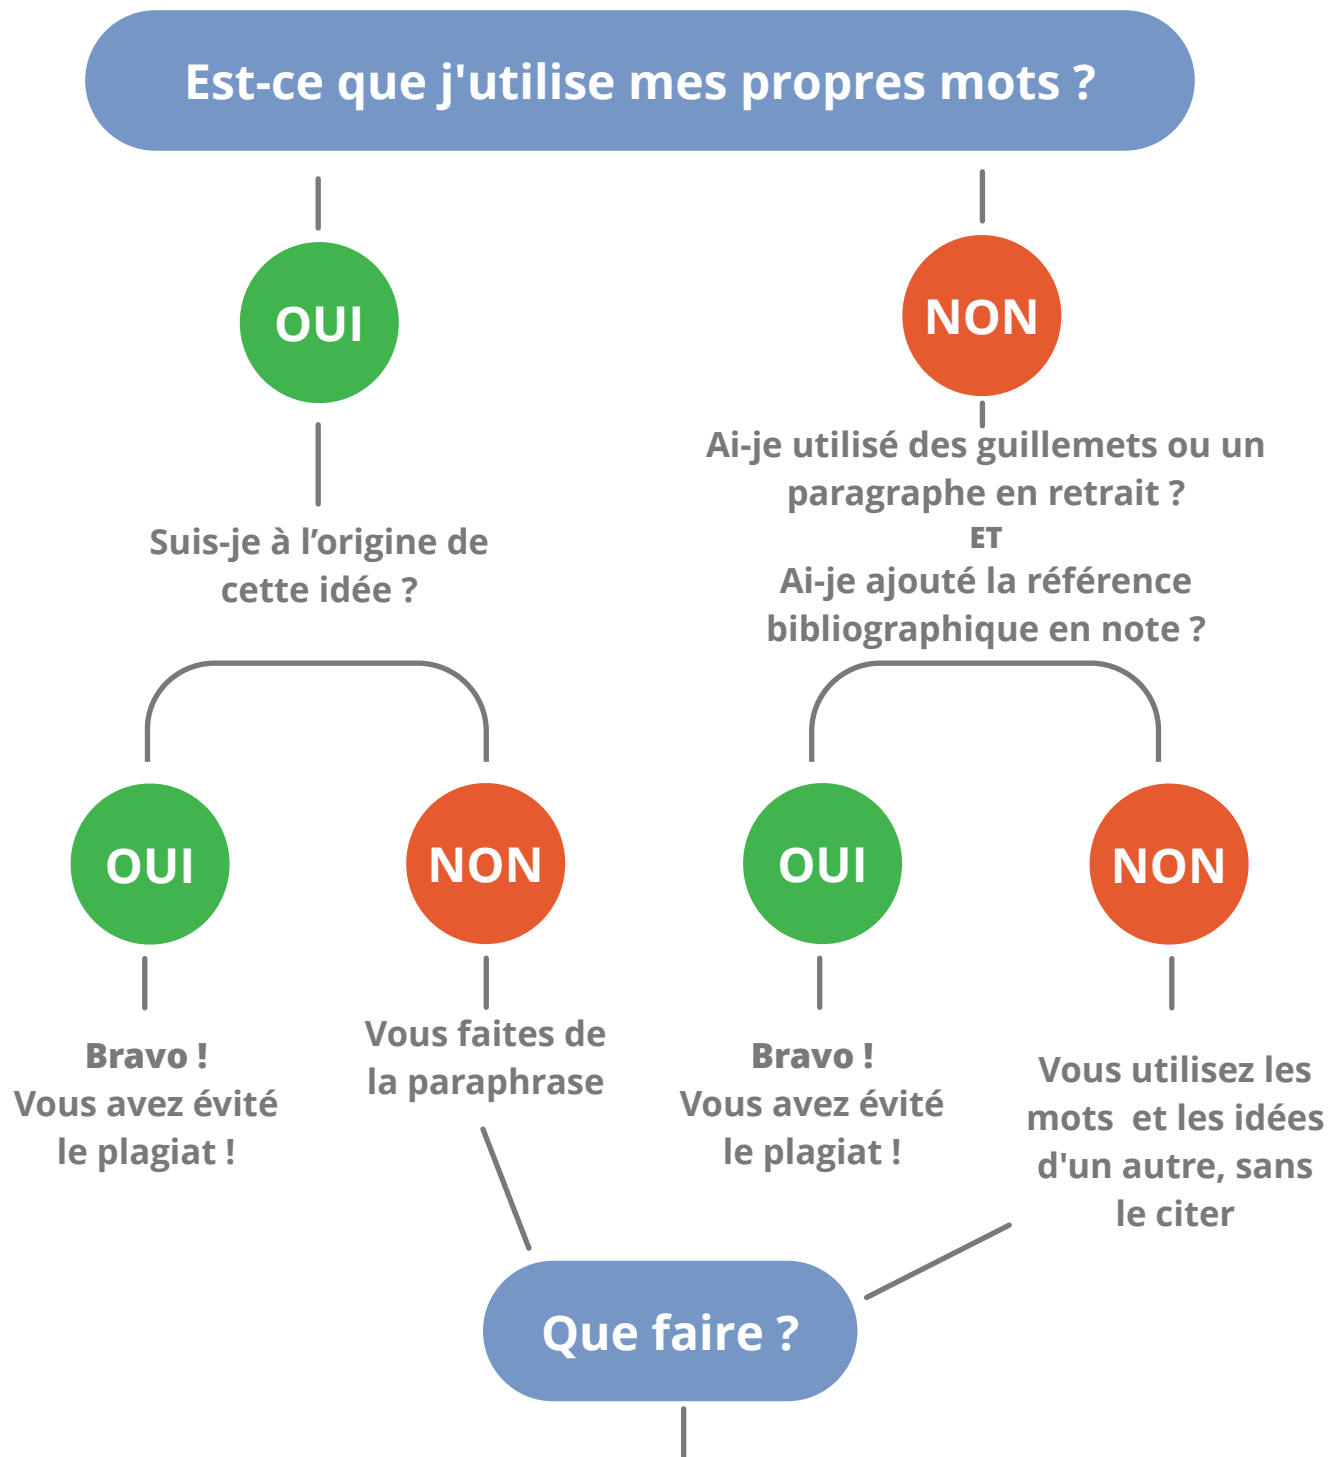 Est-ce que j'utilise mes propres mots ?
OUI
NON
Suis-je à l’origine de
cette idée ?
Ai-je utilisé des guillemets ou un
paragraphe en retrait ?
ET
Ai-je ajouté la référence
bibliographique en note ?
OUI
NON
OUI
NON
Bravo !
Vous avez évité
le plagiat !
Vous faites de
la paraphrase
Bravo !
Vous avez évité
le plagiat !
Vous utilisez les
mots  et les idées
d'un autre, sans
le citer
Que faire ?